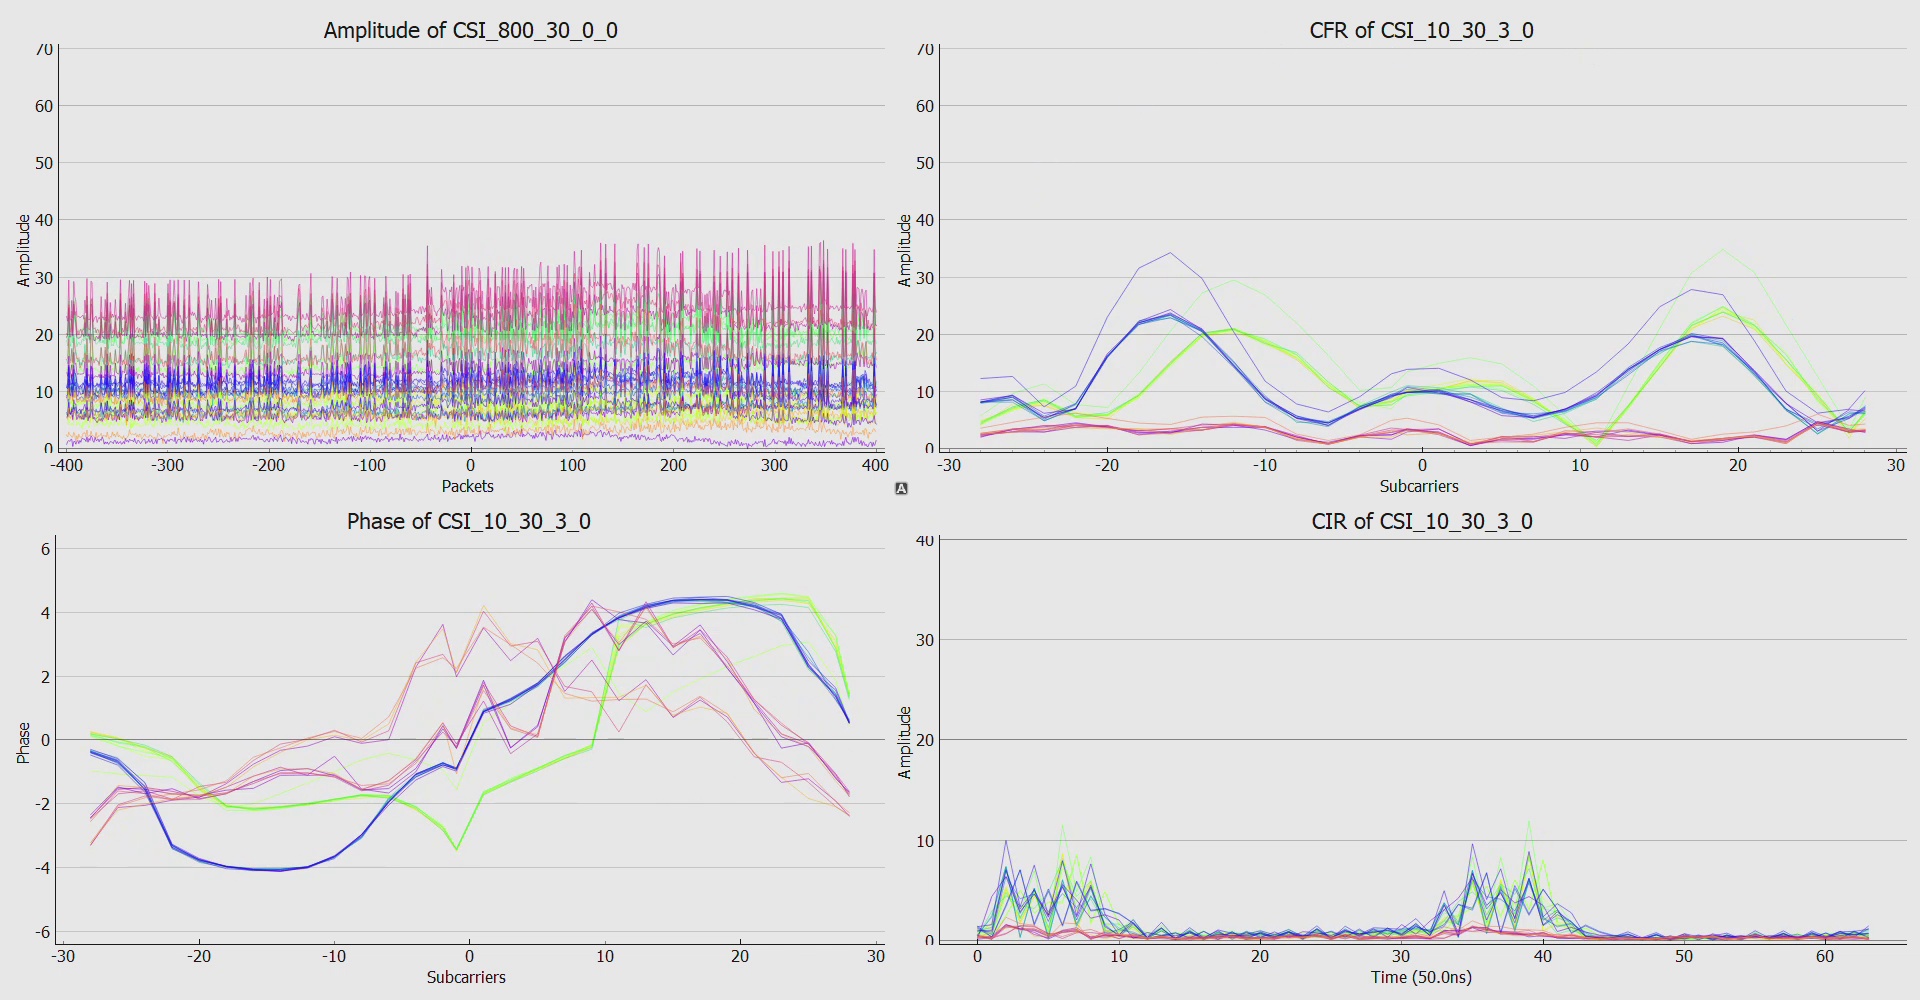 Amplitude of CSI_800_30_0_0
70
60
50
40
30
20
10
0
Amplitude
-400 -300 -200 -100 0 100 200 300 400
Packets
CFR of CSI_10_30_3_0
70
60
50
40
30
20
10
0
Amplitude
-30 -20 -10 0 10 20 30
Subcarriers
A
Phase of CSI_10_30_3_0
6
4
2
0
-2
-4
-6
Phase
-30 -20 -10 0 10 20 30
Subcarriers
CIR of CSI_10_30_3_0
40
30
20
10
0
Amplitude
0 10 20 30 40 50 60
Time (50.0ns)